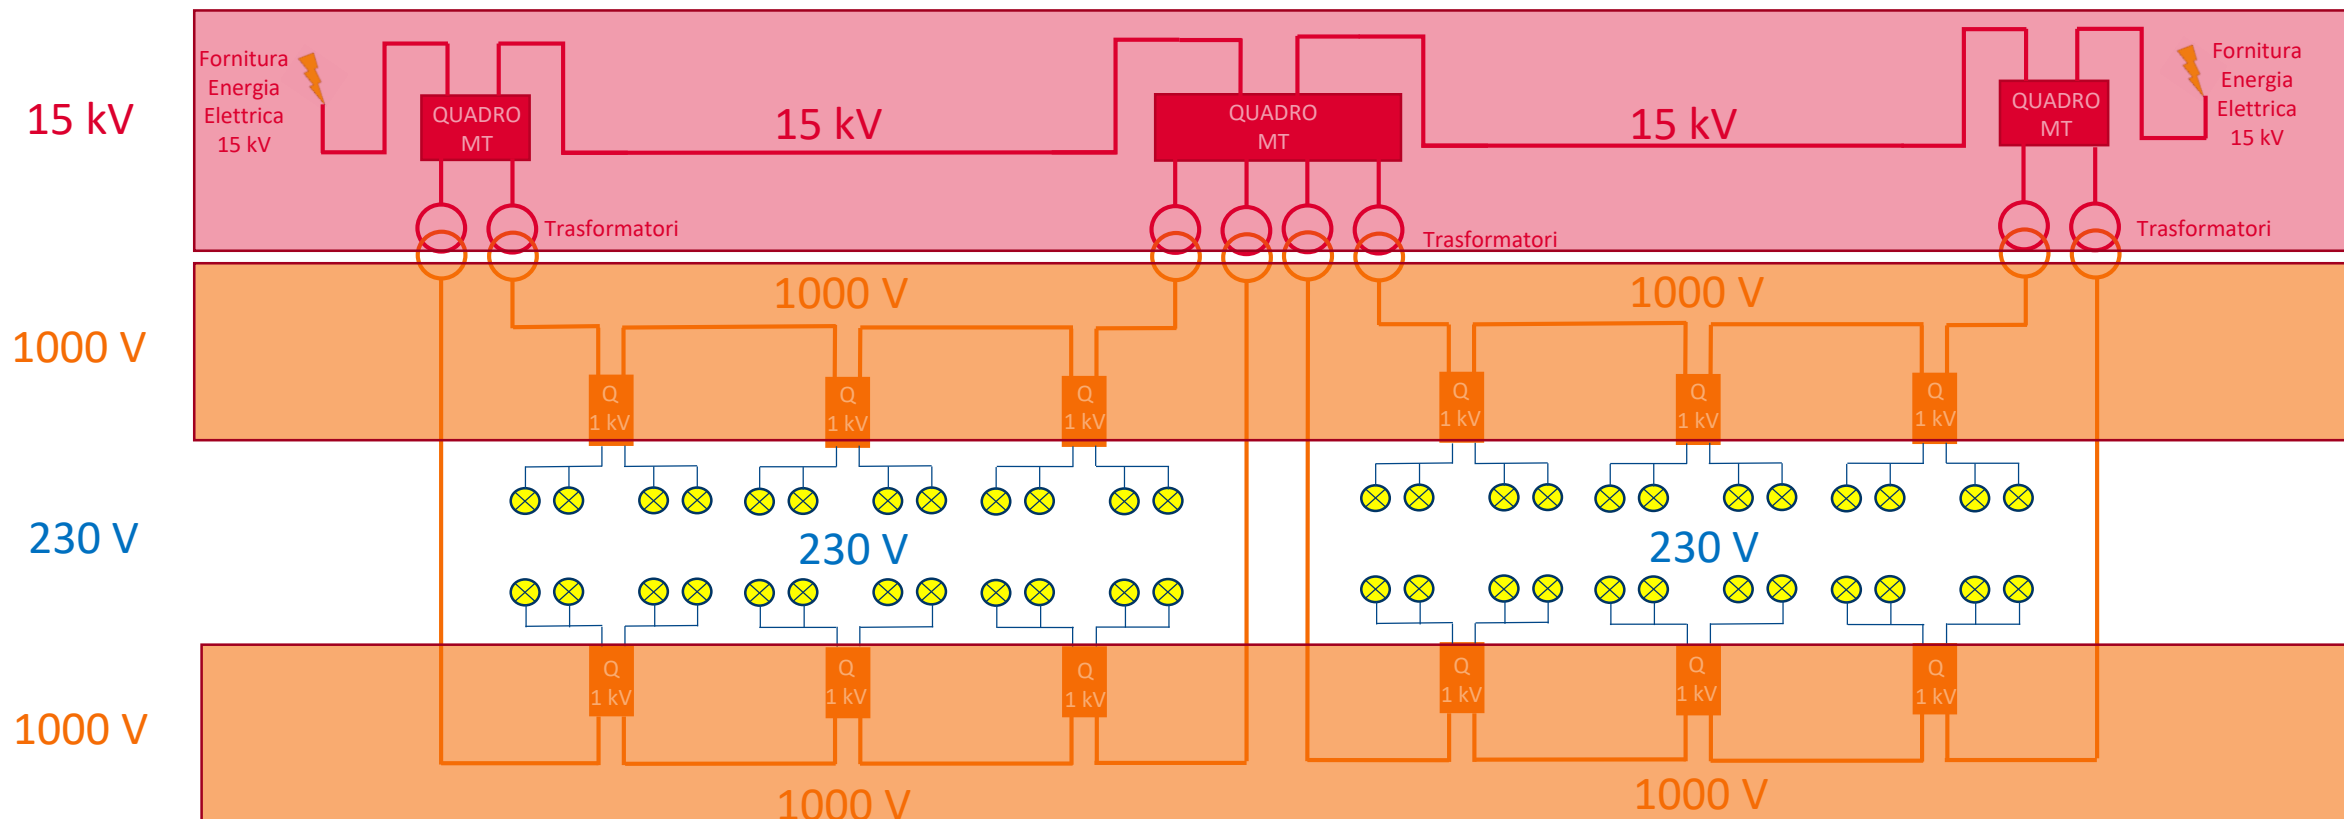 Fornitura
Energia
Elettrica
15 kV
Fornitura
Energia
Elettrica
15 kV
15 kV
QUADRO
MT
15 kV
QUADRO
MT
15 kV
QUADRO
MT
Trasformatori
Trasformatori
Trasformatori
1000 V
1000 V
1000 V
Q
1 kV
Q
1 kV
Q
1 kV
Q
1 kV
Q
1 kV
Q
1 kV
230 V
230 V
230 V
Q
1 kV
Q
1 kV
Q
1 kV
Q
1 kV
Q
1 kV
Q
1 kV
1000 V
1000 V
1000 V